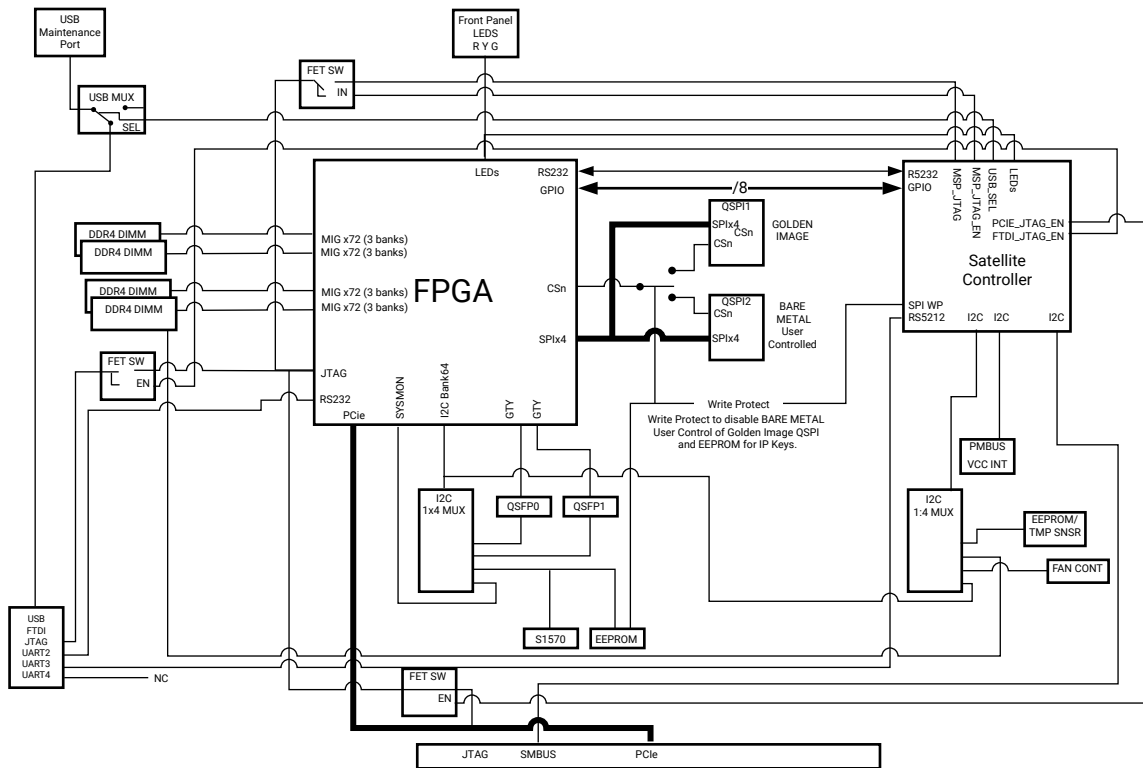 USB
Maintenance
Port
Front Panel
LEDS
R Y G
FET SW
IN
USB MUX
SEL
LEDs
RS232
GPIO
/8
R5232
GPIO
MSP_JTAG
MSP_JTAG_EN
USB_SEL
LEDs
PCIE_JTAG_EN
FTDI_JTAG_EN
Satellite
Controller
SPI WP
RS5212
I2C
I2C
I2C
DDR4 DIMM
DDR4 DIMM
DDR4 DIMM
DDR4 DIMM
MIG x72 (3 banks)
MIG x72 (3 banks)
MIG x72 (3 banks)
MIG x72 (3 banks)
FPGA
CSn
SPIx4
QSPI1
SPIx4
CSn
CSn
GOLDEN
IMAGE
QSPI2
CSn
SPIx4
BARE
METAL
User
Controlled
FET SW
EN
JTAG
RS232
PCIe
SYSMON
I2C Bank64
GTY
GTY
Write Protect
Write Protect to disable BARE METAL
User Control of Golden Image QSPI
and EEPROM for IP Keys.
PMBUS
VCC INT
I2C
1x4 MUX
QSFP0
QSFP1
I2C
1:4 MUX
EEPROM/
TMP SNSR
FAN CONT
S1570
EEPROM
USB
FTDI
JTAG
UART2
UART3
UART4
NC
FET SW
EN
JTAG
SMBUS
PCIe